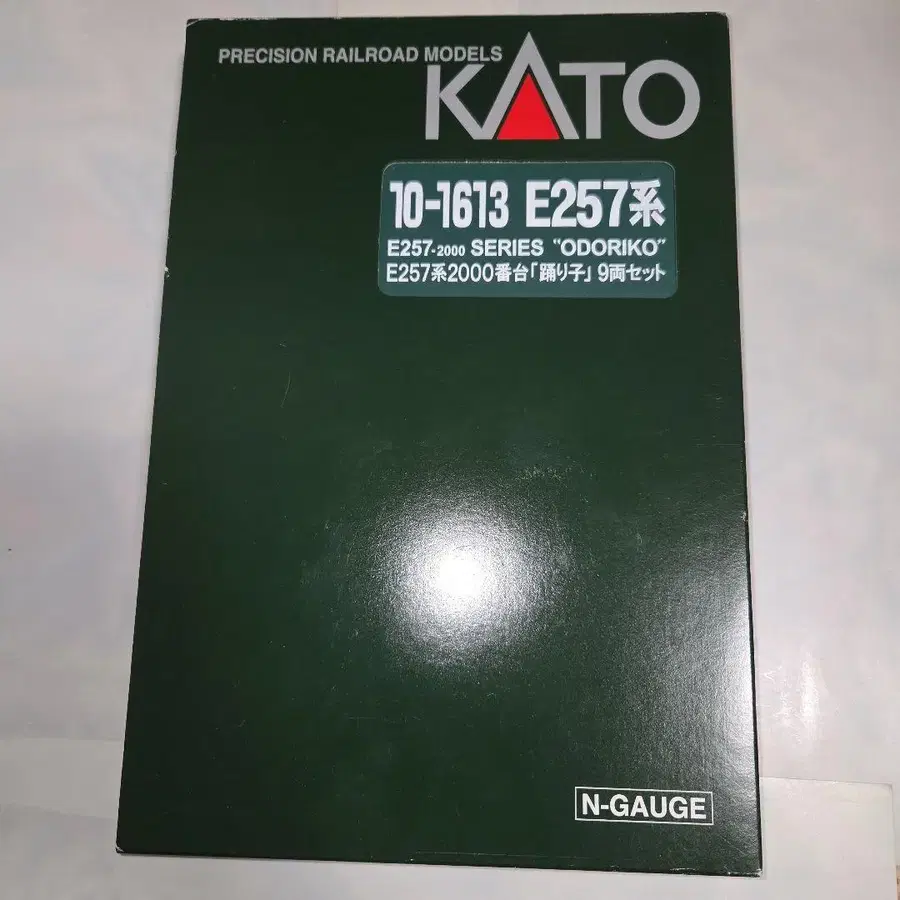 PRECISION RAILROAD MODELS
KATO
10-1613 E257系
E257-2000 SERIES "ODORIKO"
E257系2000番台「踊り子」9両セット
N-GAUGE